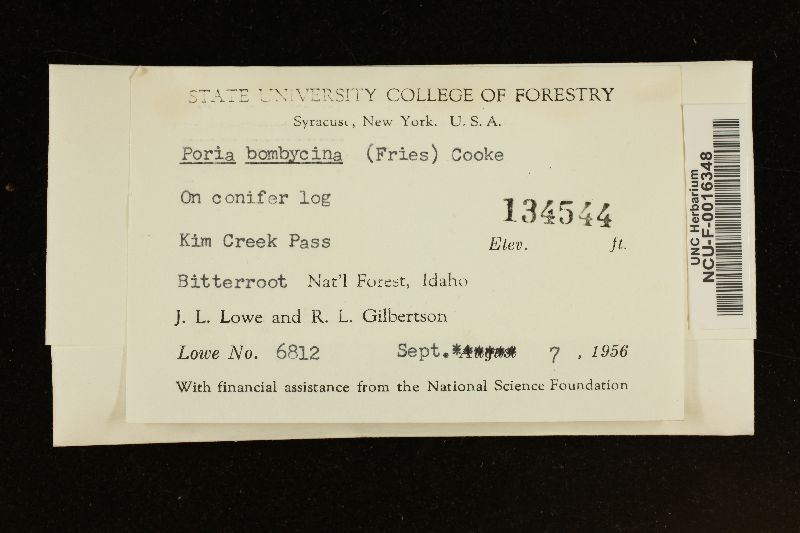 STATE UNIVERSITY COLLEGE OF FORESTRY
Syracuse, New York. U. S. A.
Poria bombycina (Fries) Cooke
On conifer log
134544
Kim Creek Pass
Elev. ft.
Bitterroot Nat'l Forest, Idaho
J. L. Lowe and R. L. Gilbertson
Lowe No. 6812 Sept. August 7 , 1956
With financial assistance from the National Science Foundation
UNC Herbarium
NCU-F-0016348